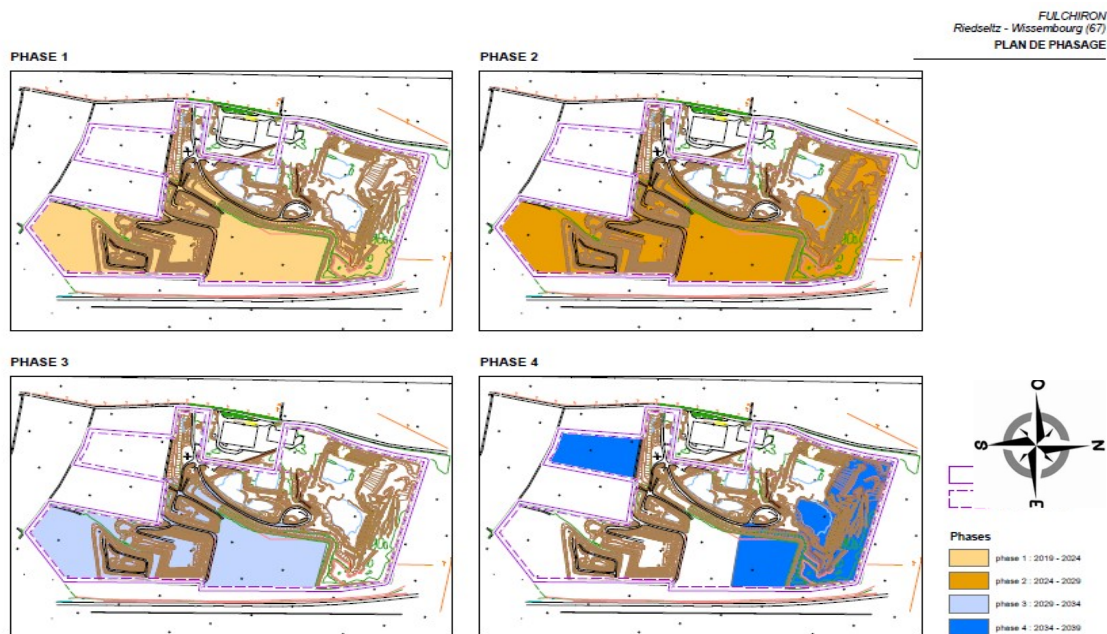 FULCHIRON
Riedseltz - Wissembourg (67)
PLAN DE PHASAGE
PHASE 1
PHASE 2
PHASE 3
PHASE 4
O
S
N
E
Phases
phase 1 : 2019 - 2024
phase 2 : 2024 - 2029
phase 3 : 2029 - 2034
phase 4 : 2034 - 2039